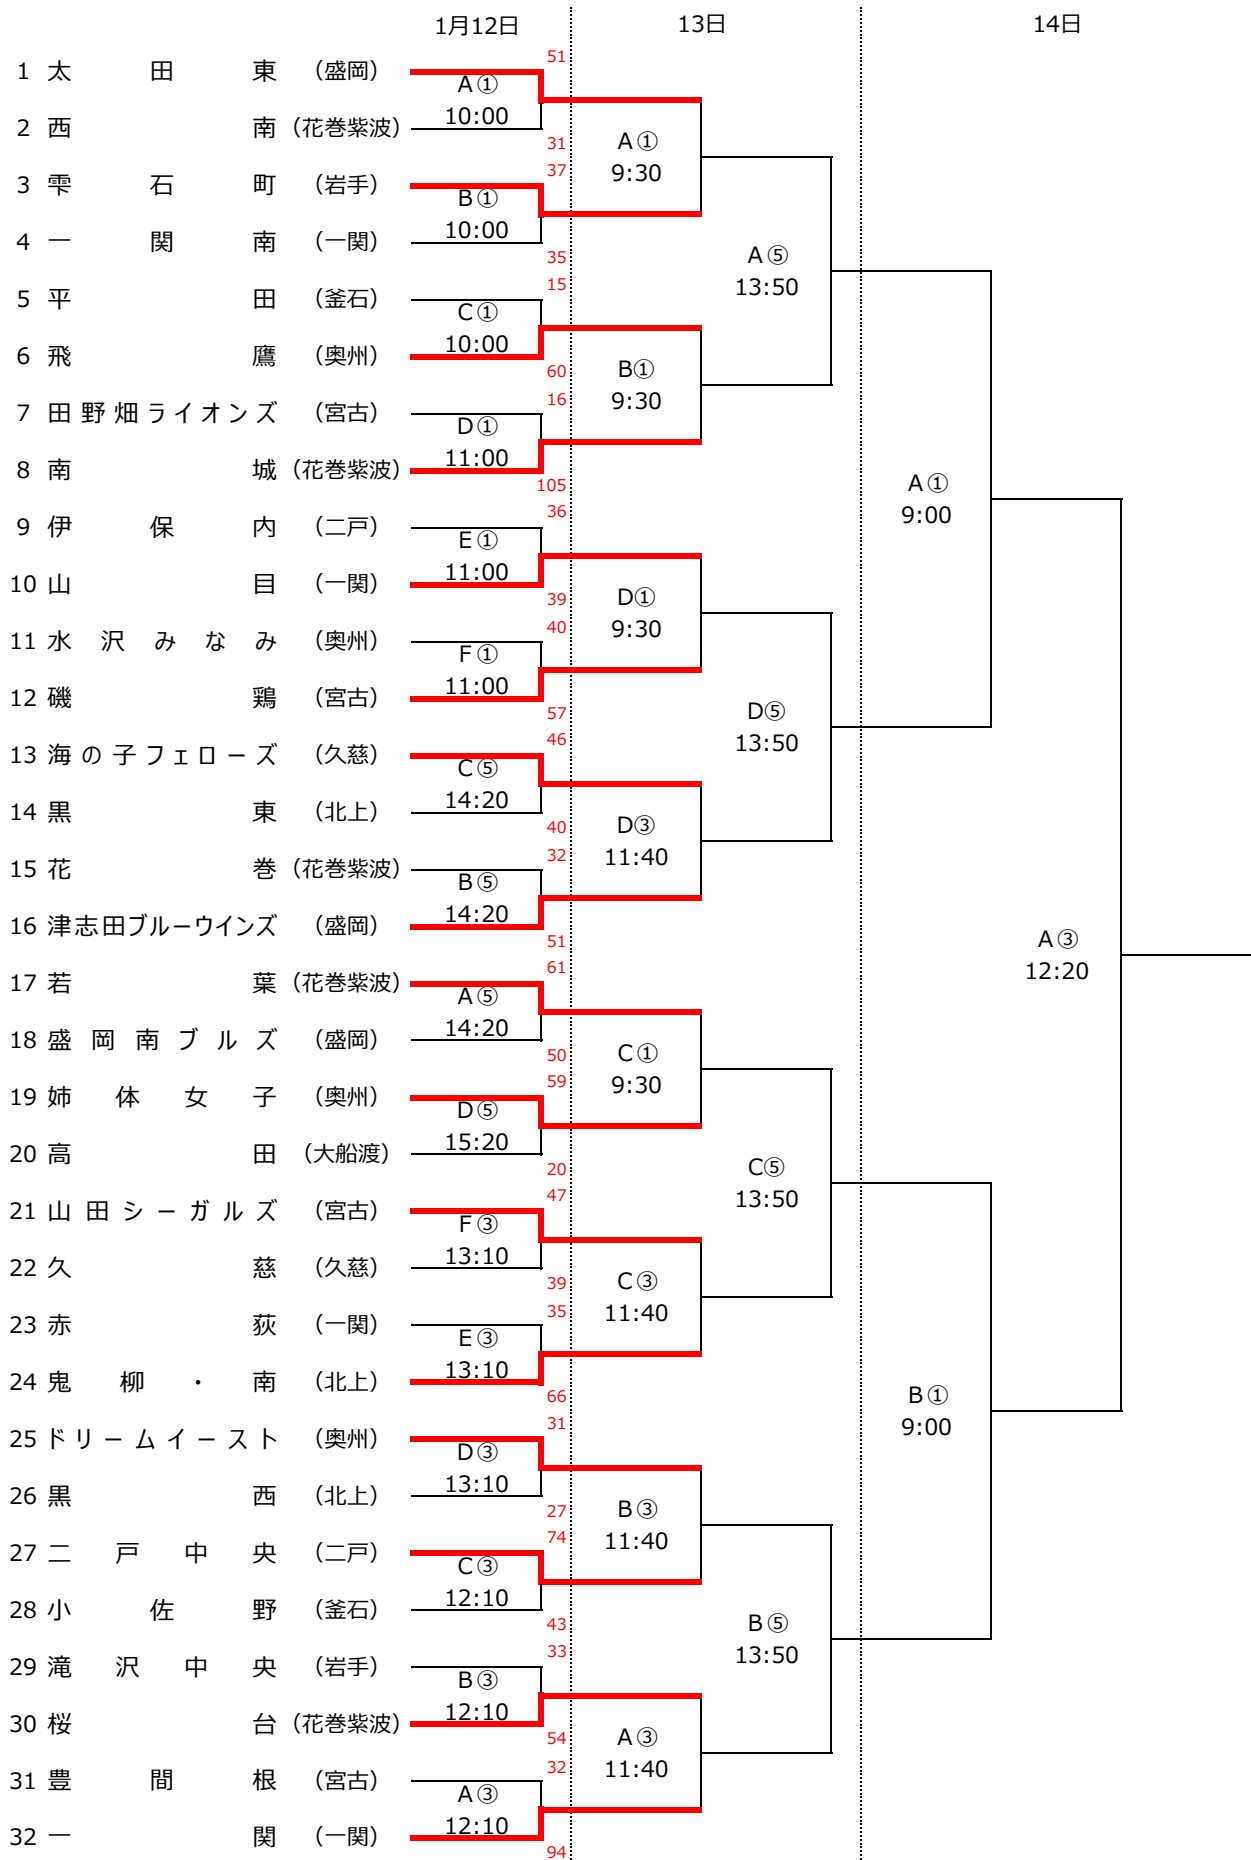 1月12日 13日 14日
51
1 太田東 （盛岡）
A① 10:00
2 西南 （花巻紫波）
31
A① 9:30
37
3 雫石町 （岩手）
B① 10:00
4 一関南 （一関）
35
A⑤ 13:50
15
5 平田 （釜石）
C① 10:00
6 飛鷹 （奥州）
60
B① 9:30
16
7 田野畑ライオンズ （宮古）
D① 11:00
8 南城 （花巻紫波）
105
A① 9:00
36
9 伊保内 （二戸）
E① 11:00
10 山目 （一関）
39
D① 9:30
40
11 水沢みなみ （奥州）
F① 11:00
12 磯鶏 （宮古）
57
D⑤ 13:50
46
13 海の子フェローズ （久慈）
C⑤ 14:20
14 黒東 （北上）
40
D③ 11:40
32
15 花巻 （花巻紫波）
B⑤ 14:20
16 津志田ブルーウインズ （盛岡）
51
A③ 12:20
61
17 若葉 （花巻紫波）
A⑤ 14:20
18 盛岡南ブルズ （盛岡）
50
C① 9:30
59
19 姉体女子 （奥州）
D⑤ 15:20
20 高田 （大船渡）
20
C⑤ 13:50
47
21 山田シーガルズ （宮古）
F③ 13:10
22 久慈 （久慈）
39
C③ 11:40
35
23 赤荻 （一関）
E③ 13:10
24 鬼柳・南 （北上）
66
B① 9:00
31
25 ドリームイースト （奥州）
D③ 13:10
26 黒西 （北上）
27
B③ 11:40
74
27 二戸中央 （二戸）
C③ 12:10
28 小佐野 （釜石）
43
B⑤ 13:50
33
29 滝沢中央 （岩手）
B③ 12:10
30 桜台 （花巻紫波）
54
A③ 11:40
32
31 豊間根 （宮古）
A③ 12:10
32 一関 （一関）
94